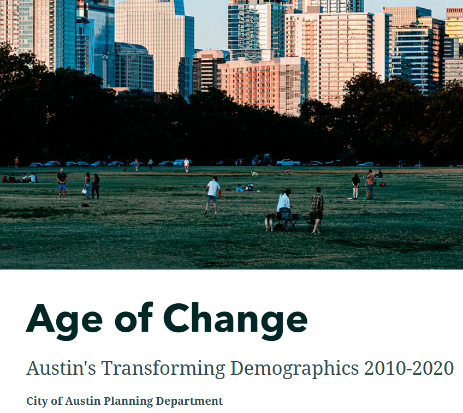 Age of Change
Austin's Transforming Demographics 2010-2020
City of Austin Planning Department